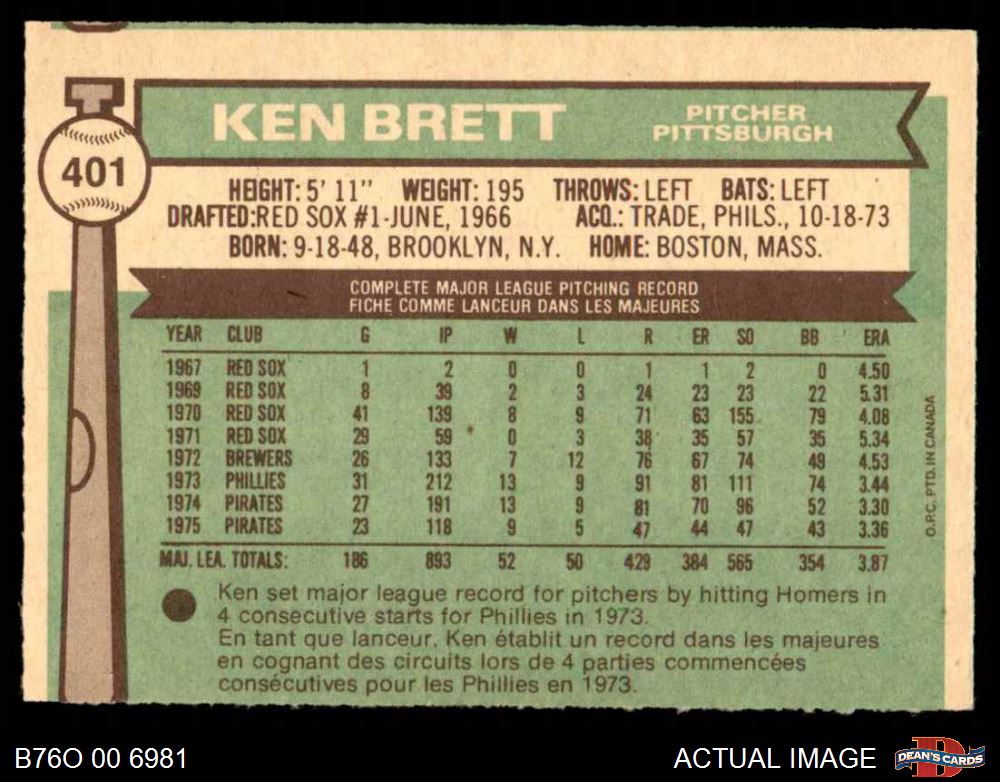 KEN BRETT
PITCHER
PITTSBURGH
401
HEIGHT: 5' 11" WEIGHT: 195 THROWS: LEFT BATS: LEFT
DRAFTED:RED SOX #1-JUNE, 1966 ACQ.: TRADE, PHILS., 10-18-73
BORN: 9-18-48, BROOKLYN, N.Y. HOME: BOSTON, MASS.
COMPLETE MAJOR LEAGUE PITCHING RECORD
FICHE COMME LANCEUR DANS LES MAJEURES
YEAR CLUB G IP W L R ER SO BB ERA
1967 RED SOX 1 2 0 0 1 1 2 0 4.50
1969 RED SOX 8 39 2 3 24 23 23 22 5.31
1970 RED SOX 41 139 8 9 71 63 155 79 4.08
1971 RED SOX 29 59 0 3 38 35 57 35 5.34
1972 BREWERS 26 133 7 12 76 67 74 49 4.53
1973 PHILLIES 31 212 13 9 91 81 111 74 3.44
1974 PIRATES 27 191 13 9 81 70 96 52 3.30
1975 PIRATES 23 118 9 5 47 44 47 43 3.36
MAJ. LEA. TOTALS: 186 893 52 50 429 384 565 354 3.87
Ken set major league record for pitchers by hitting Homers in
4 consecutive starts for Phillies in 1973.
En tant que lanceur, Ken établit un record dans les majeures
en cognant des circuits lors de 4 parties commencées
consécutives pour les Phillies en 1973.
O.P.C. PTD. IN CANADA
B76O 00 6981
ACTUAL IMAGE
DEAN'S CARDS